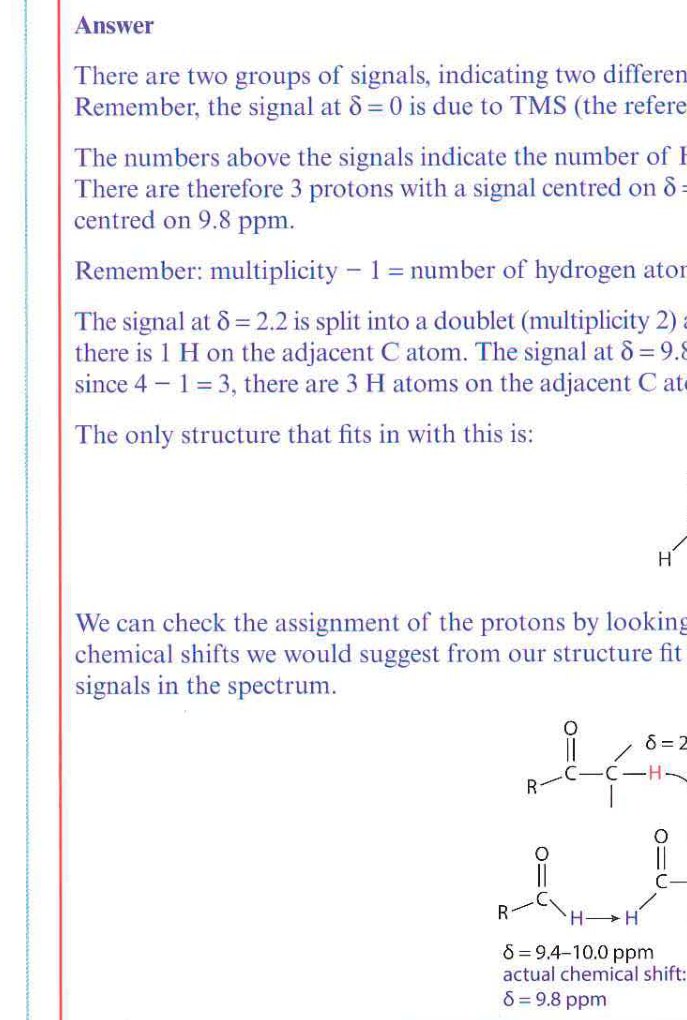 Answer
There are two groups of signals, indicating two differen
Remember, the signal at δ = 0 is due to TMS (the refere
The numbers above the signals indicate the number of
There are therefore 3 protons with a signal centred on δ =
centred on 9.8 ppm.
Remember: multiplicity − 1 = number of hydrogen ator
The signal at δ = 2.2 is split into a doublet (multiplicity 2) a
there is 1 H on the adjacent C atom. The signal at δ = 9.8
since 4 − 1 = 3, there are 3 H atoms on the adjacent C ato
The only structure that fits in with this is:
H
We can check the assignment of the protons by looking
chemical shifts we would suggest from our structure fit
signals in the spectrum.
O
δ = 2
R C C H
O O
C
R C H H
δ = 9.4–10.0 ppm
actual chemical shift:
δ = 9.8 ppm